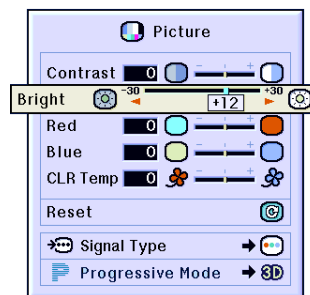 Picture
Contrast 0 - +
Bright -30 +12 +30
Red 0 - +
Blue 0 - +
CLR Temp 0 - +
Reset
Signal Type
Progressive Mode 3D